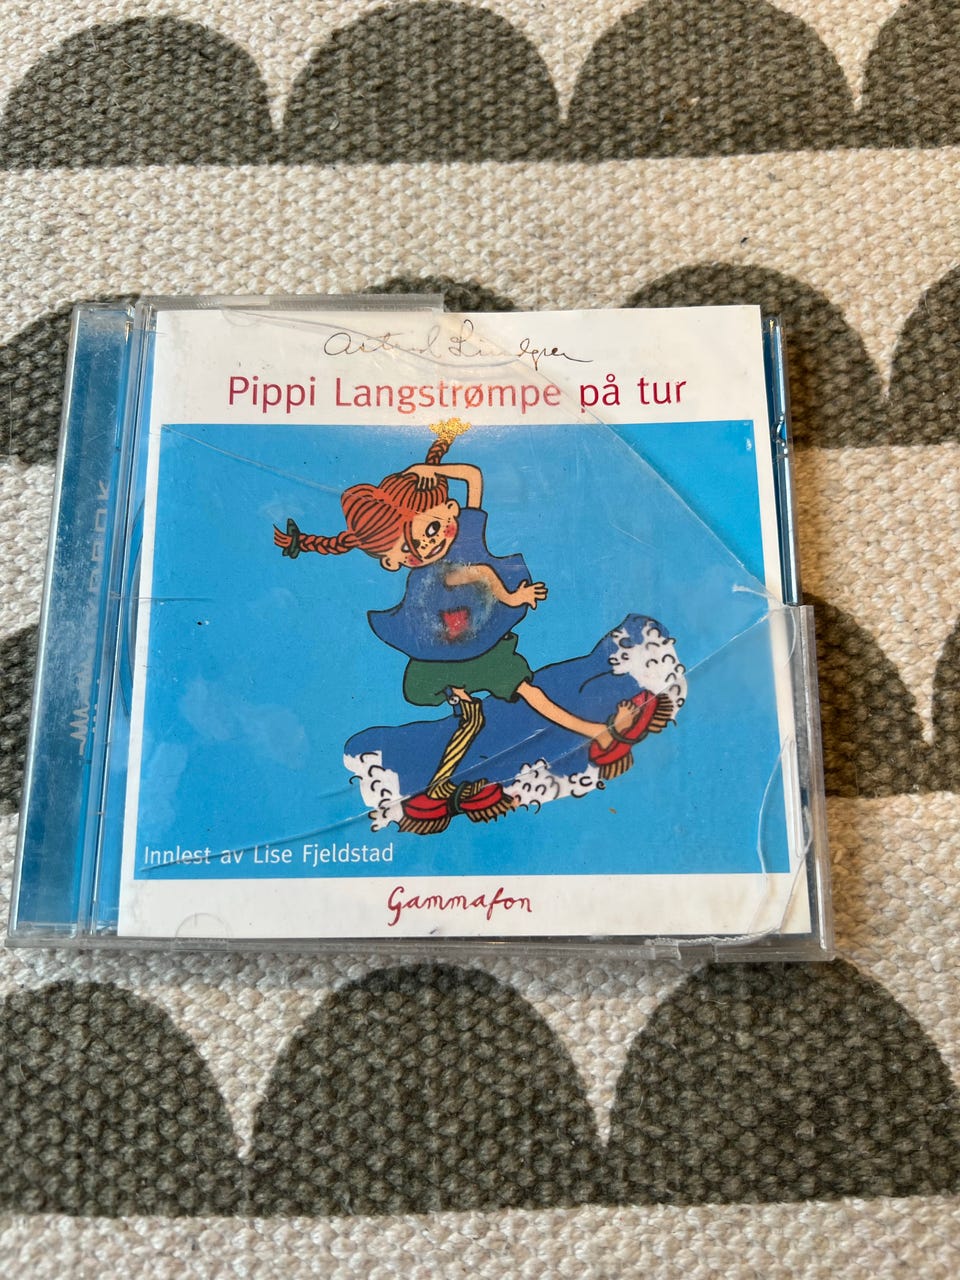 Astrid Lindgren
Pippi Langstrømpe på tur
Innlest av Lise Fjeldstad
Gammafon